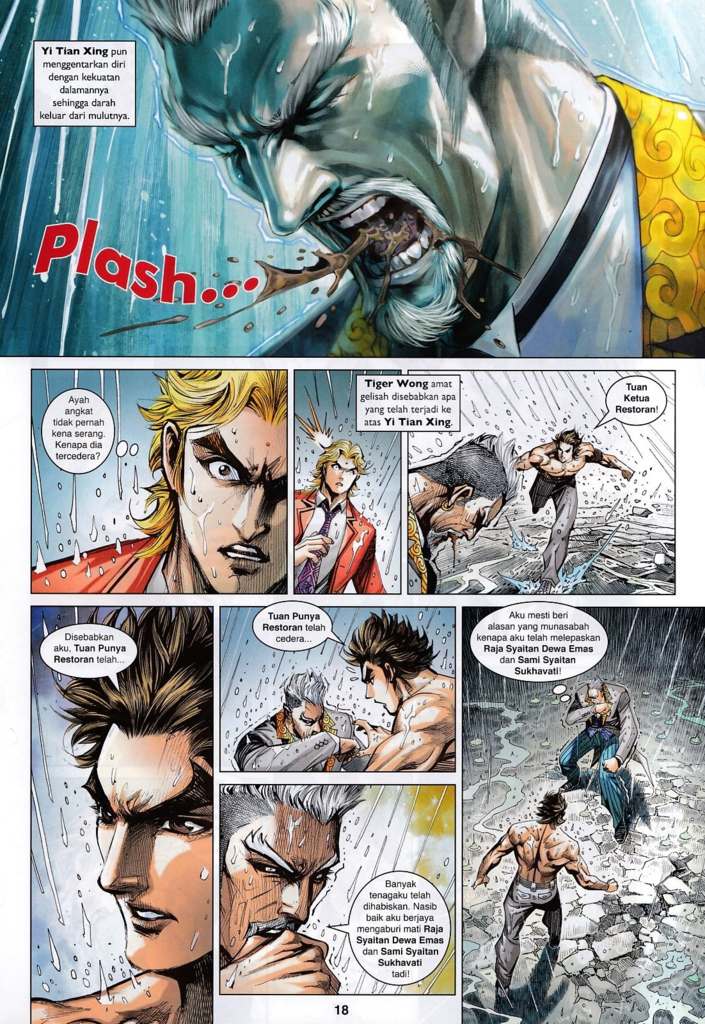 Yi Tian Xing pun
menggentarkan diri
dengan kekuatan
dalamannya
sehingga darah
keluar dari mulutnya.
Plash...
Ayah
angkat
tidak pernah
kena serang.
Kenapa dia
tercedera?
Tiger Wong amat
gelisah disebabkan apa
yang telah terjadi ke
atas Yi Tian Xing.
Tuan
Ketua
Restoran!
Disebabkan
aku, Tuan Punya
Restoran telah...
Tuan Punya
Restoran telah
cedera...
Banyak
tenagaku telah
dihabiskan. Nasib
baik aku berjaya
mengaburi mati Raja
Syaitan Dewa Emas
dan Sami Syaitan
Sukhavati
tadi!
Aku mesti beri
alasan yang munasabah
kenapa aku telah melepaskan
Raja Syaitan Dewa Emas
dan Sami Syaitan
Sukhavati!
18